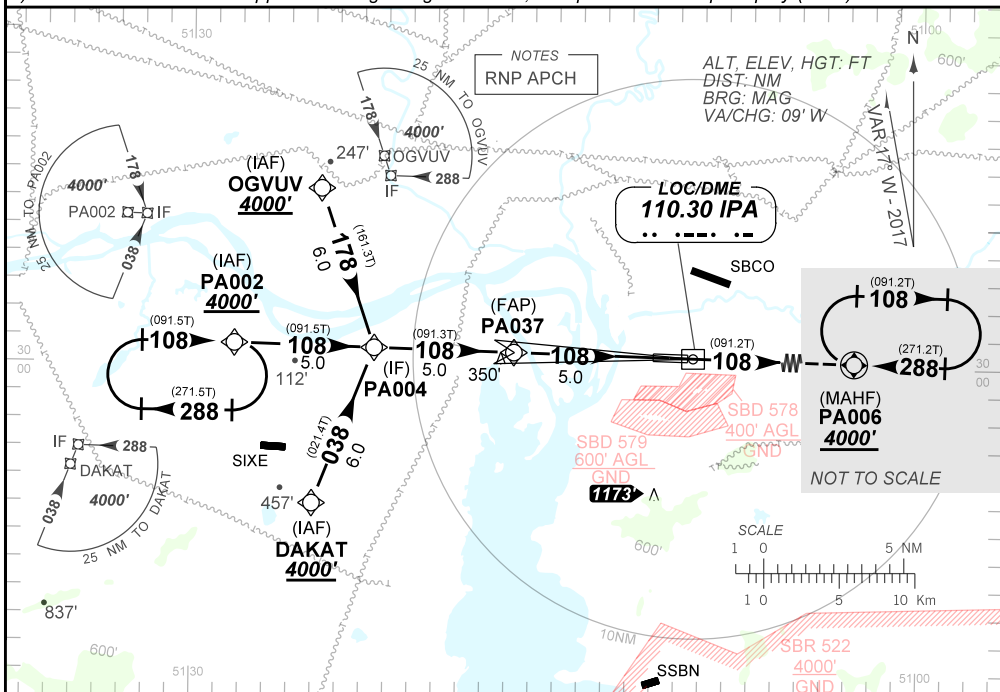 51 30
51 00
N
600'
NOTES
RNP APCH
ALT, ELEV, HGT: FT
DIST: NM
BRG: MAG
VA/CHG: 09' W
VAR 17° W - 2017
25 NM TO OGVUV
178
4000'
OGVUV
IF
288
25 NM TO PA002
178
4000'
PA002
IF
038
(IAF)
OGVUV
4000'
247'
178
(161.3T)
6.0
LOC/DME
110.30 IPA
SBCO
(IAF)
PA002
4000'
(091.5T)
108
(271.5T)
288
(091.5T)
108
5.0
112'
(IF)
PA004
(091.3T)
108
5.0
(FAP)
PA037
350'
108
5.0
(091.2T)
108
(091.2T)
108
(271.2T)
288
(MAHF)
PA006
4000'
NOT TO SCALE
30
00
30
00
IF
288
DAKAT
038
4000'
25 NM TO DAKAT
SIXE
(021.4T)
038
6.0
457'
(IAF)
DAKAT
4000'
SBD 578
400' AGL
GND
SBD 579
600' AGL
GND
1173'
600'
SCALE
1 0 5 NM
1 0 5 10 Km
837'
600'
10NM
SBR 522
4000'
GND
SSBN
51 30
51 00